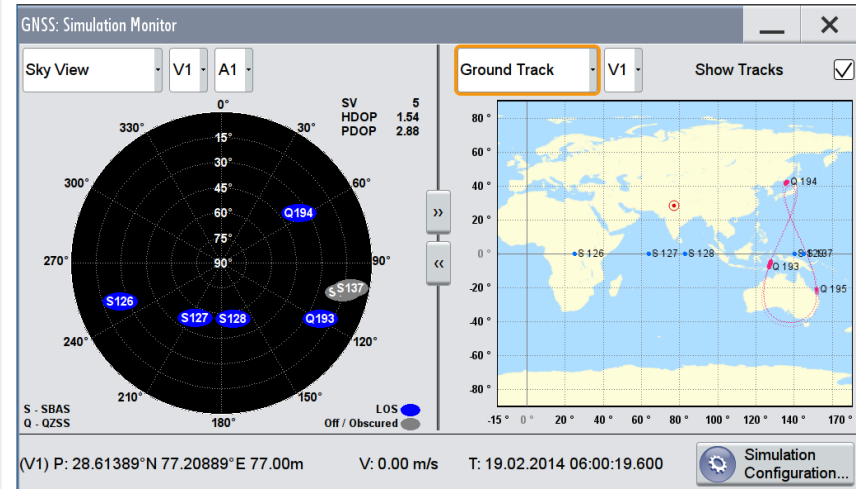 GNSS: Simulation Monitor
Sky View V1 A1
Ground Track V1 Show Tracks
SV 5
HDOP 1.54
PDOP 2.88
0°
30°
60°
90°
120°
150°
180°
210°
240°
270°
300°
330°
15°
30°
45°
60°
75°
90°
Q194
S137
S126
S127
S128
Q193
S - SBAS
Q - QZSS
LOS
Off / Obscured
>>
<<
80 °
60 °
40 °
20 °
0 °
-20 °
-40 °
-60 °
-80 °
-15 ° 0 ° 20 ° 40 ° 60 ° 80 ° 100 ° 120 ° 140 ° 170 °
Q 194
S 126
S 127
S 128
Q 193
Q 195
(V1) P: 28.61389°N 77.20889°E 77.00m V: 0.00 m/s T: 19.02.2014 06:00:19.600
Simulation
Configuration...